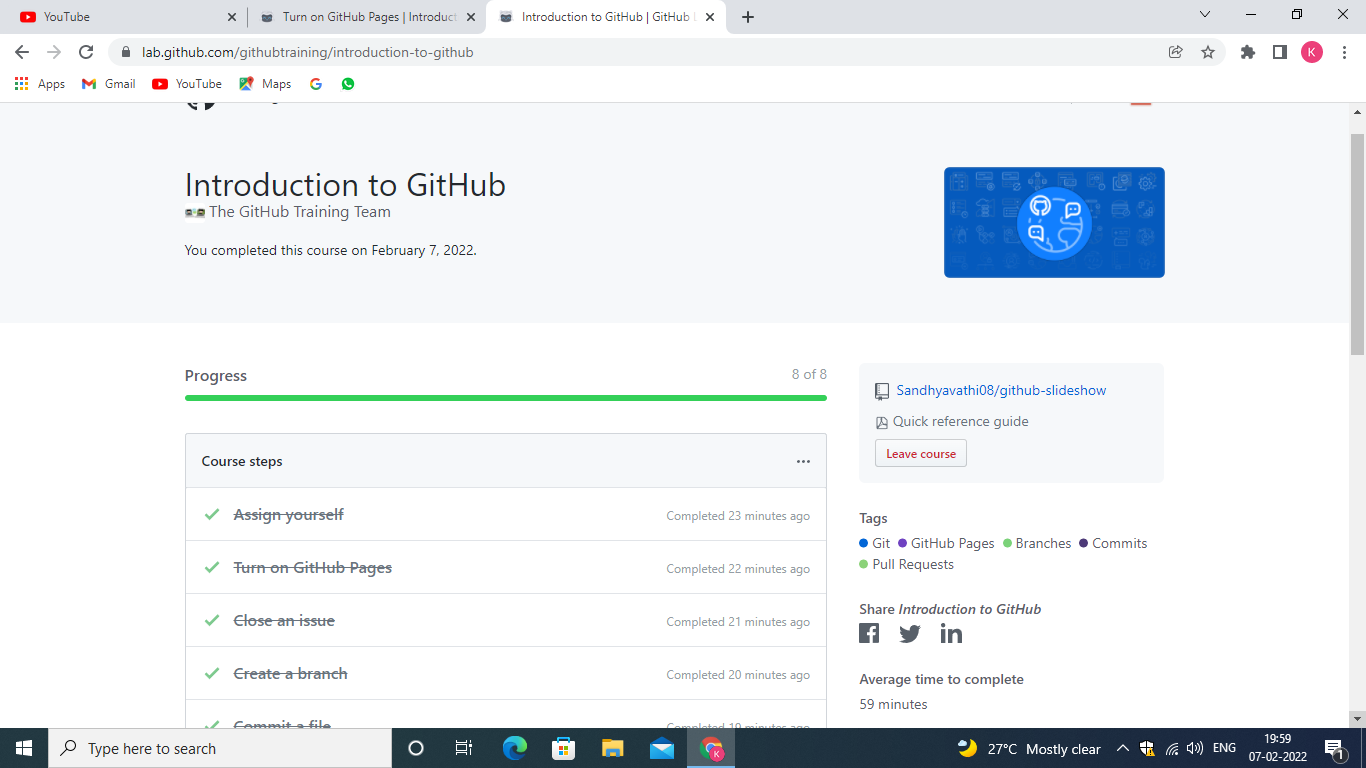 YouTube
Turn on GitHub Pages | Introduct
Introduction to GitHub | GitHub
lab.github.com/githubtraining/introduction-to-github
K
Apps
Gmail
YouTube
Maps
Introduction to GitHub
The GitHub Training Team
You completed this course on February 7, 2022.
Progress
8 of 8
Sandhyavathi08/github-slideshow
Quick reference guide
Leave course
Course steps
Assign yourself
Completed 23 minutes ago
Turn on GitHub Pages
Completed 22 minutes ago
Close an issue
Completed 21 minutes ago
Create a branch
Completed 20 minutes ago
Commit a file
Completed 19 minutes ago
Tags
Git GitHub Pages Branches Commits
Pull Requests
Share Introduction to GitHub
Average time to complete
59 minutes
Type here to search
K
27°C Mostly clear
ENG
19:59
07-02-2022
1